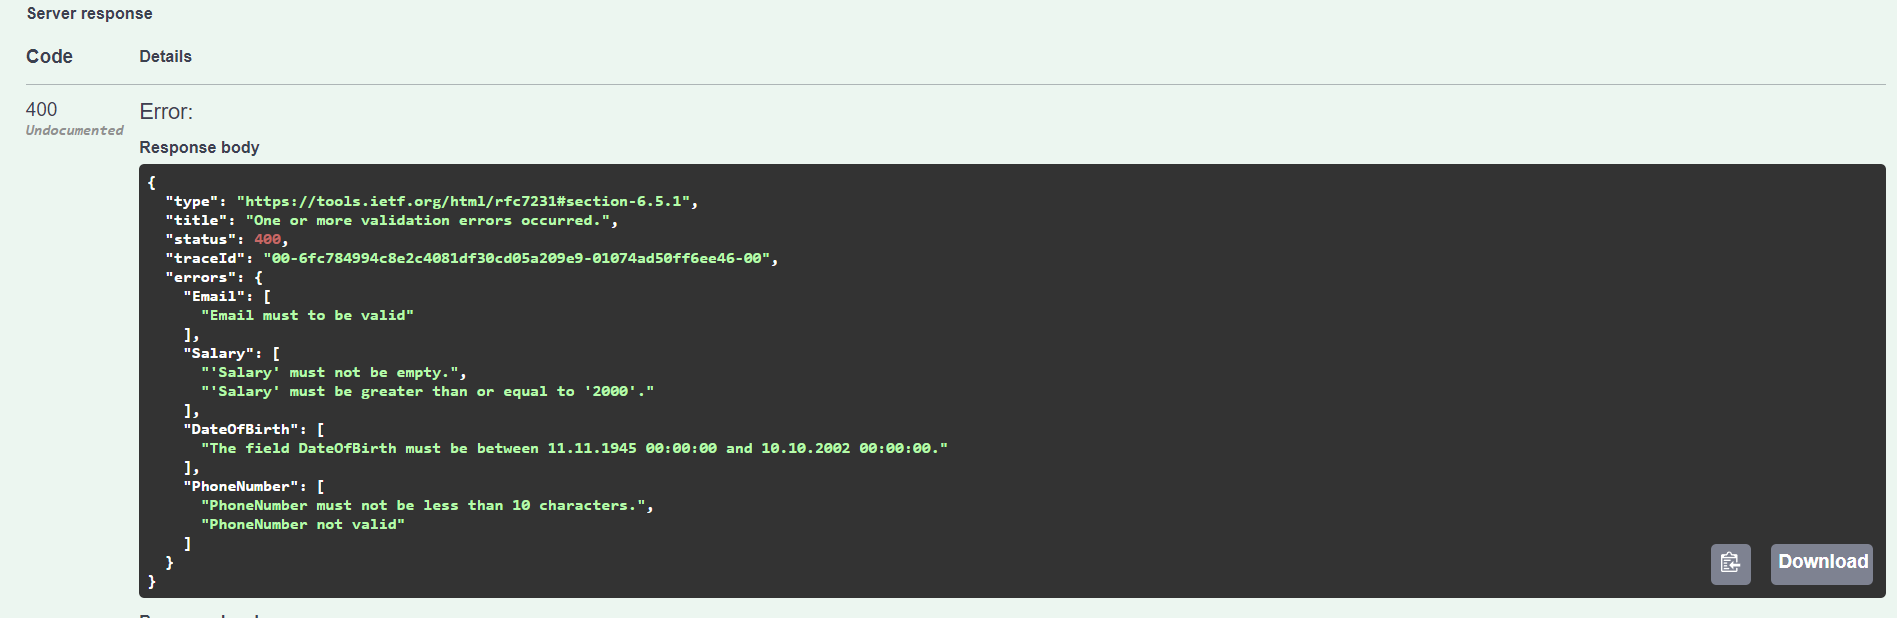 Server response
Code Details
400 Error:
Undocumented
Response body
{
  "type": "https://tools.ietf.org/html/rfc7231#section-6.5.1",
  "title": "One or more validation errors occurred.",
  "status": 400,
  "traceId": "00-6fc784994c8e2c4081df30cd05a209e9-01074ad50ff6ee46-00",
  "errors": {
    "Email": [
      "Email must to be valid"
    ],
    "Salary": [
      "'Salary' must not be empty.",
      "'Salary' must be greater than or equal to '2000'."
    ],
    "DateOfBirth": [
      "The field DateOfBirth must be between 11.11.1945 00:00:00 and 10.10.2002 00:00:00."
    ],
    "PhoneNumber": [
      "PhoneNumber must not be less than 10 characters.",
      "PhoneNumber not valid"
    ]
  }
}
Download